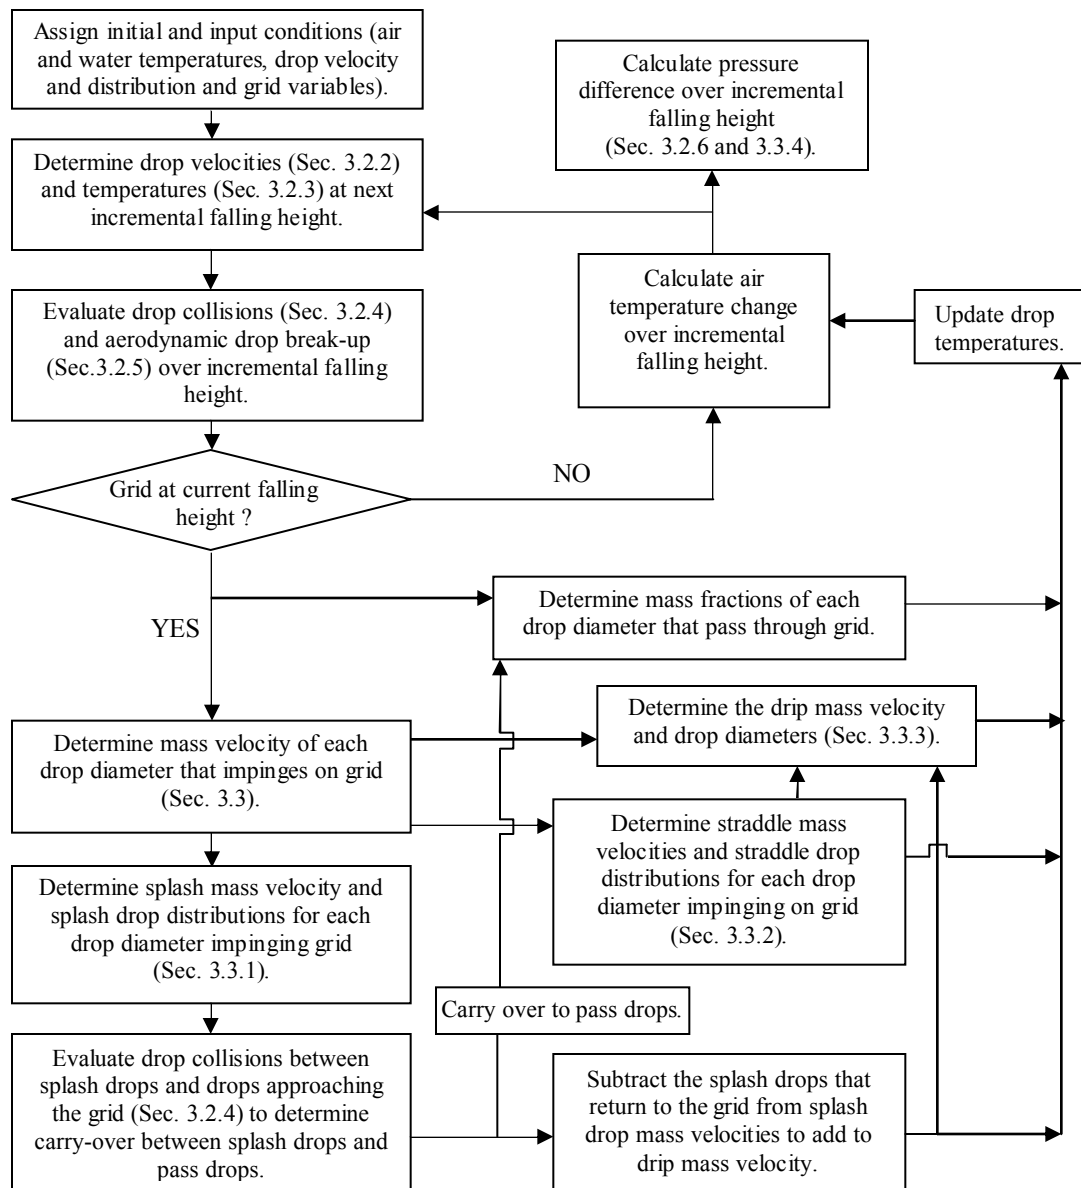 Assign initial and input conditions (air
and water temperatures, drop velocity
and distribution and grid variables).
Calculate pressure
difference over incremental
falling height
(Sec. 3.2.6 and 3.3.4).
Determine drop velocities (Sec. 3.2.2)
and temperatures (Sec. 3.2.3) at next
incremental falling height.
Calculate air
temperature change
over incremental
falling height.
Update drop
temperatures.
Evaluate drop collisions (Sec. 3.2.4)
and aerodynamic drop break-up
(Sec.3.2.5) over incremental falling
height.
Grid at current falling
height ?
NO
YES
Determine mass fractions of each
drop diameter that pass through grid.
Determine the drip mass velocity
and drop diameters (Sec. 3.3.3).
Determine mass velocity of each
drop diameter that impinges on grid
(Sec. 3.3).
Determine straddle mass
velocities and straddle drop
distributions for each drop
diameter impinging on grid
(Sec. 3.3.2).
Determine splash mass velocity and
splash drop distributions for each
drop diameter impinging grid
(Sec. 3.3.1).
Carry over to pass drops.
Evaluate drop collisions between
splash drops and drops approaching
the grid (Sec. 3.2.4) to determine
carry-over between splash drops and
pass drops.
Subtract the splash drops that
return to the grid from splash
drop mass velocities to add to
drip mass velocity.